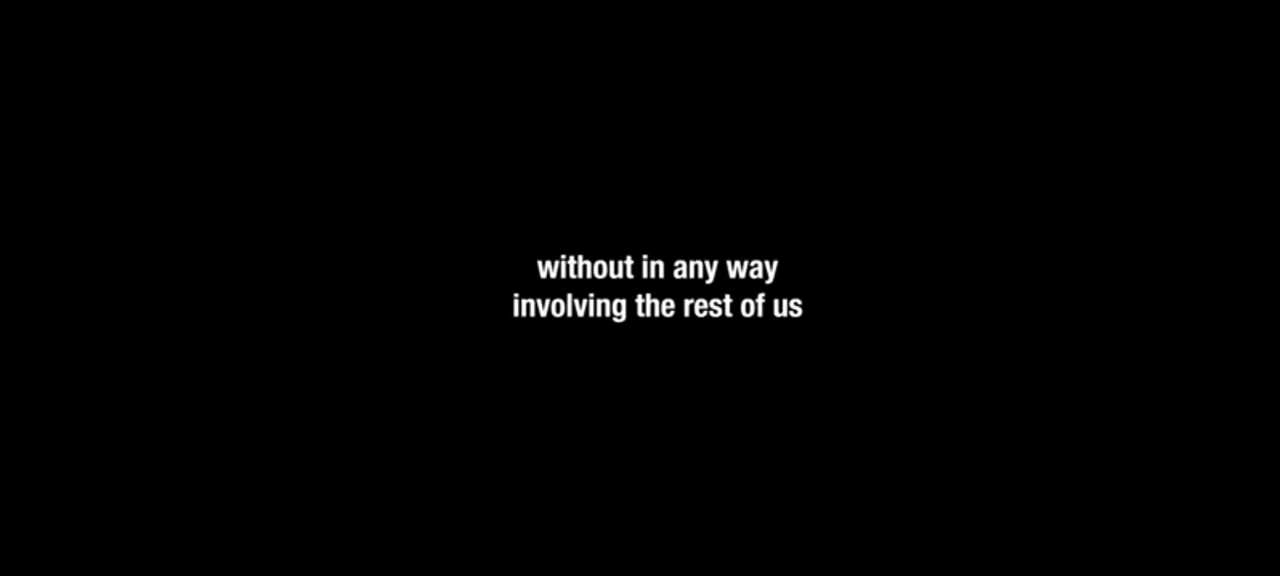 without in any way
involving the rest of us